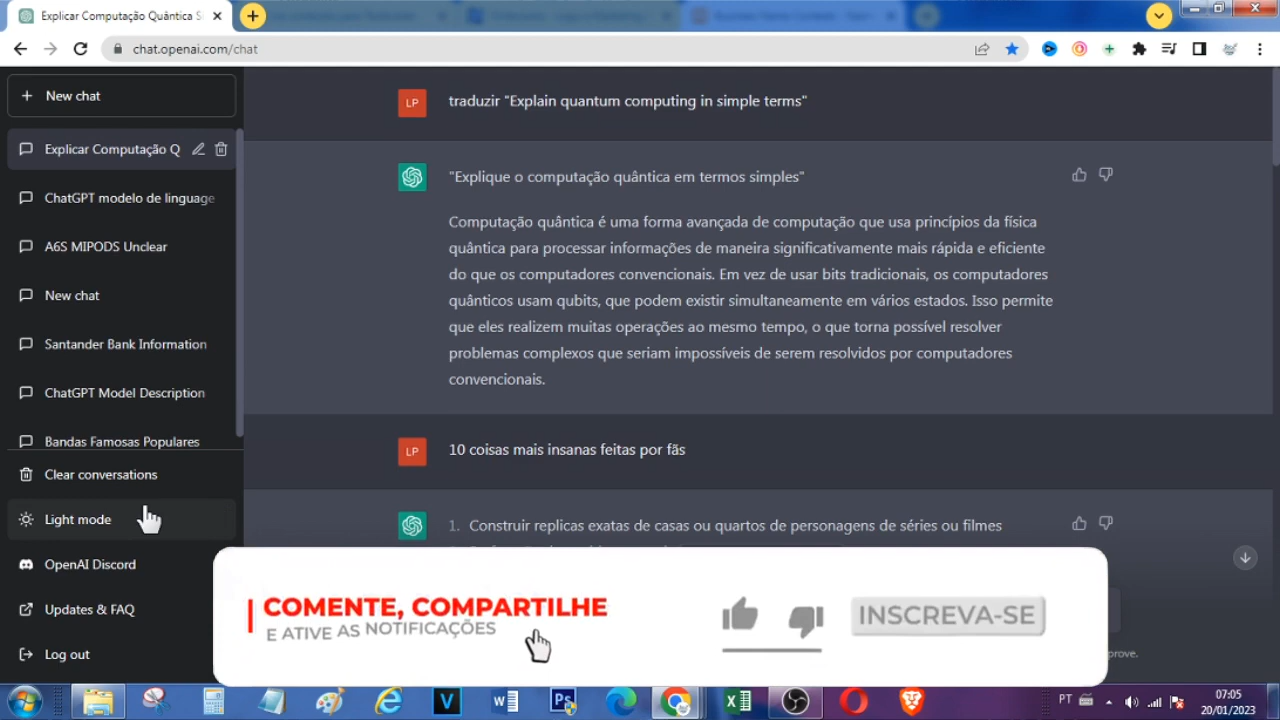 Explicar Computação Quântica S
chat.openai.com/chat
New chat
Explicar Computação Q
ChatGPT modelo de linguage
A6S MIPODS Unclear
New chat
Santander Bank Information
ChatGPT Model Description
Bandas Famosas Populares
Clear conversations
Light mode
OpenAI Discord
Updates & FAQ
Log out
LP
traduzir "Explain quantum computing in simple terms"
"Explique o computação quântica em termos simples"
Computação quântica é uma forma avançada de computação que usa princípios da física
quântica para processar informações de maneira significativamente mais rápida e eficiente
do que os computadores convencionais. Em vez de usar bits tradicionais, os computadores
quânticos usam qubits, que podem existir simultaneamente em vários estados. Isso permite
que eles realizem muitas operações ao mesmo tempo, o que torna possível resolver
problemas complexos que seriam impossíveis de serem resolvidos por computadores
convencionais.
LP
10 coisas mais insanas feitas por fãs
1. Construir replicas exatas de casas ou quartos de personagens de séries ou filmes
COMENTE, COMPARTILHE
E ATIVE AS NOTIFICAÇÕES
INSCREVA-SE
prove.
PT
07:05
20/01/2023